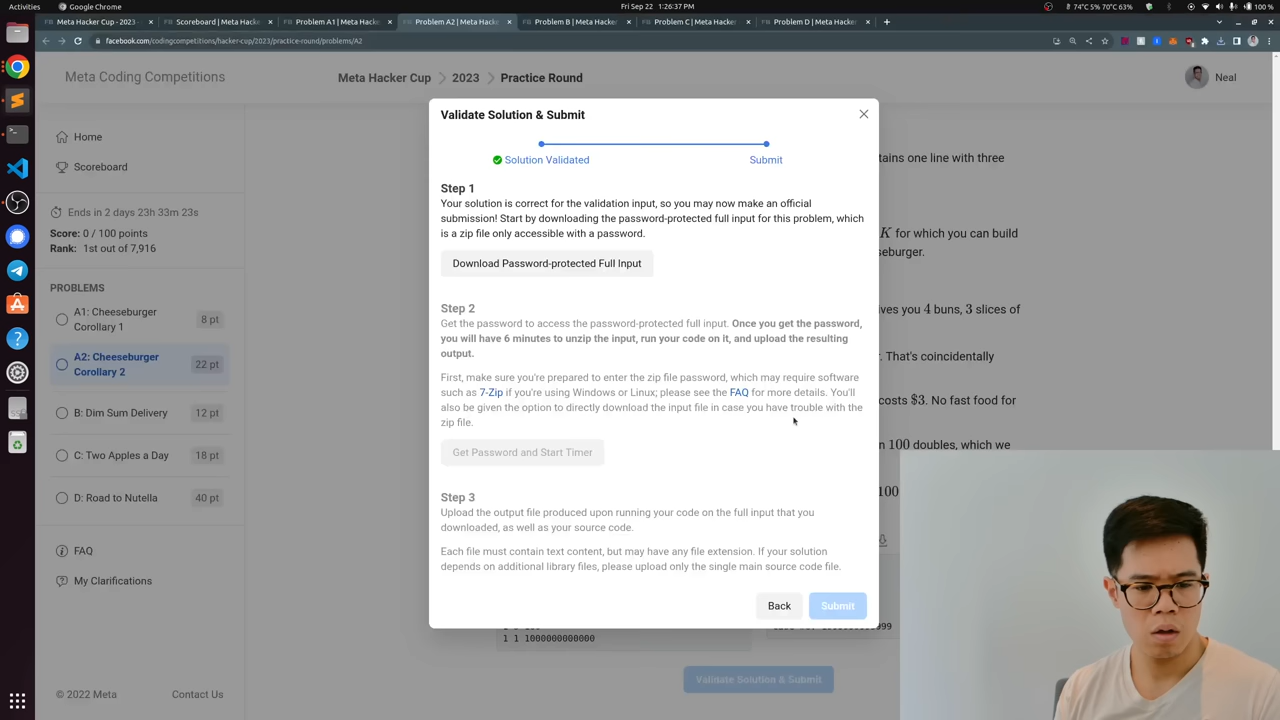 Activities
Google Chrome
Fri Sep 22 1:26:37 PM
74°C 5% 70°C 63%
100 %
Meta Hacker Cup - 2023 -
Scoreboard | Meta Hacker
Problem A1 | Meta Hacke
Problem A2 | Meta Hacke
Problem B | Meta Hacker
Problem C | Meta Hacker
Problem D | Meta Hacker
facebook.com/codingcompetitions/hacker-cup/2023/practice-round/problems/A2
Meta Coding Competitions
Meta Hacker Cup
2023
Practice Round
Neal
Home
Scoreboard
Ends in 2 days 23h 33m 23s
Score: 0 / 100 points
Rank: 1st out of 7,916
PROBLEMS
A1: Cheeseburger
Corollary 1
8 pt
A2: Cheeseburger
Corollary 2
22 pt
B: Dim Sum Delivery
12 pt
C: Two Apples a Day
18 pt
D: Road to Nutella
40 pt
FAQ
My Clarifications
© 2022 Meta
Contact Us
Validate Solution & Submit
Solution Validated
Submit
Step 1
Your solution is correct for the validation input, so you may now make an official
submission! Start by downloading the password-protected full input for this problem, which
is a zip file only accessible with a password.
Download Password-protected Full Input
Step 2
Get the password to access the password-protected full input. Once you get the password,
you will have 6 minutes to unzip the input, run your code on it, and upload the resulting
output.
First, make sure you're prepared to enter the zip file password, which may require software
such as 7-Zip if you're using Windows or Linux; please see the FAQ for more details. You'll
also be given the option to directly download the input file in case you have trouble with the
zip file.
Get Password and Start Timer
Step 3
Upload the output file produced upon running your code on the full input that you
downloaded, as well as your source code.
Each file must contain text content, but may have any file extension. If your solution
depends on additional library files, please upload only the single main source code file.
Back
Submit
tains one line with three
K for which you can build
eseburger.
ives you 4 buns, 3 slices of
. That's coincidentally
costs $3. No fast food for
n 100 doubles, which we
100
1 1 1000000000000
Validate Solution & Submit